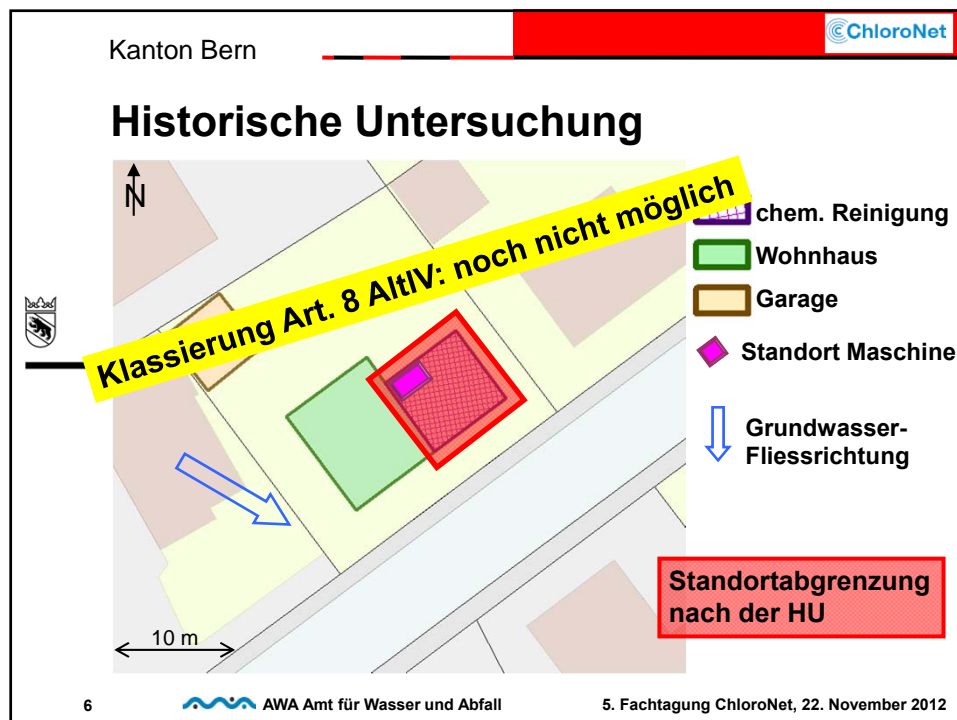 ©ChloroNet
Kanton Bern
Historische Untersuchung
N
Klassierung Art. 8 AltlV: noch nicht möglich
chem. Reinigung
Wohnhaus
Garage
Standort Maschine
Grundwasser-
Fliessrichtung
Standortabgrenzung
nach der HU
10 m
6
AWA Amt für Wasser und Abfall
5. Fachtagung ChloroNet, 22. November 2012